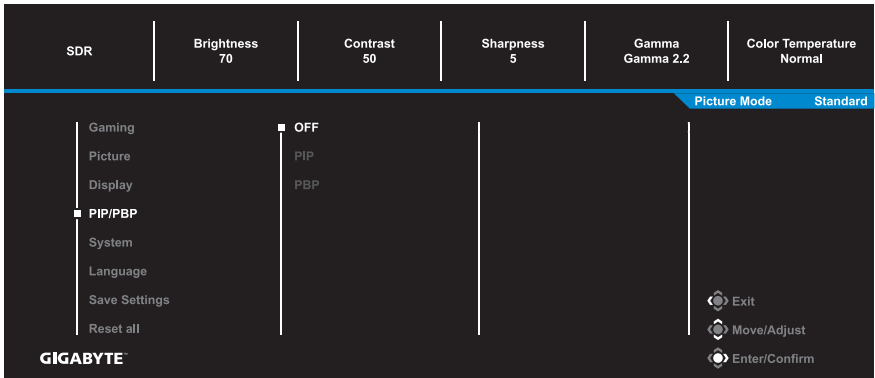 SDR
Brightness
70
Contrast
50
Sharpness
5
Gamma
Gamma 2.2
Color Temperature
Normal
Picture Mode Standard
Gaming
Picture
Display
PIP/PBP
System
Language
Save Settings
Reset all
OFF
PIP
PBP
Exit
Move/Adjust
Enter/Confirm
GIGABYTE™